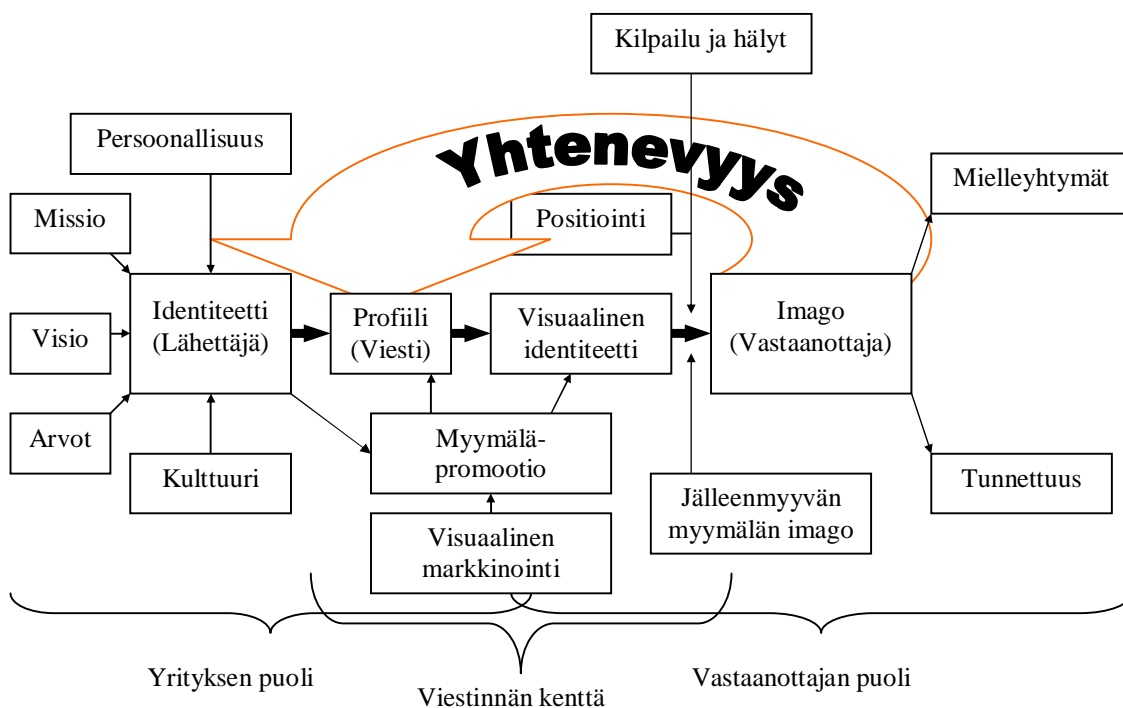 Kilpailu ja hälyt
Persoonallisuus
Yhtenevyys
Mielleyhtymät
Missio
Positiointi
Identiteetti
(Lähettäjä)
Profiili
(Viesti)
Visuaalinen
identiteetti
Imago
(Vastaanottaja)
Visio
Arvot
Kulttuuri
Myymälä-
promootio
Jälleenmyyvän
myymälän imago
Tunnettuus
Visuaalinen
markkinointi
Yrityksen puoli
Viestinnän kenttä
Vastaanottajan puoli